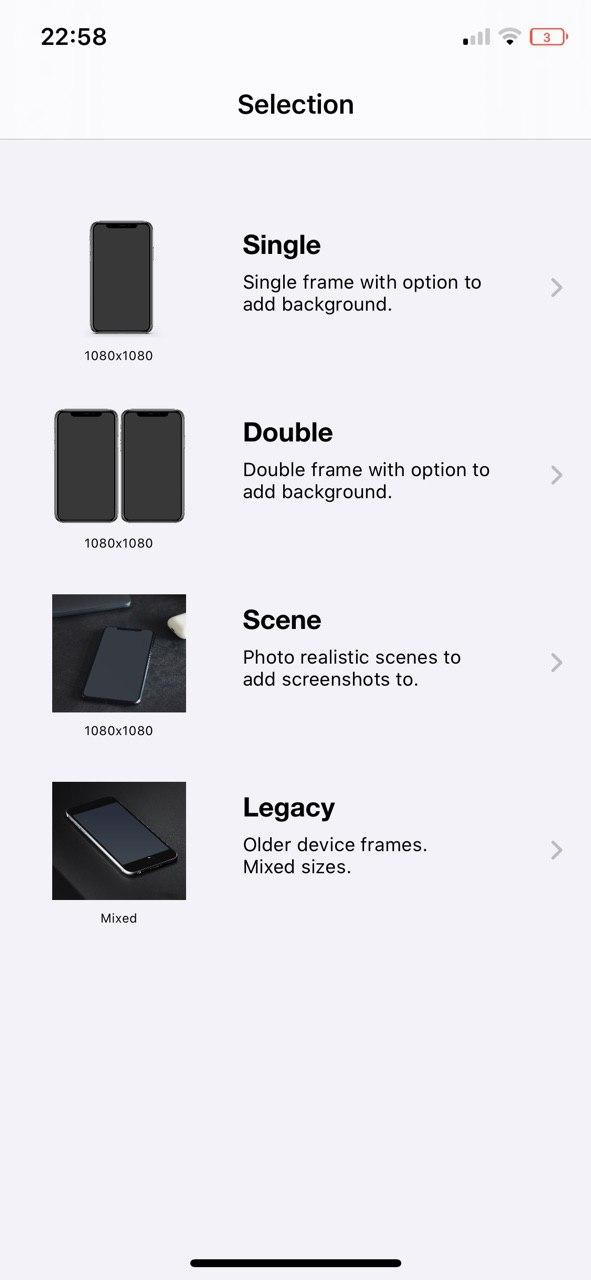 22:58
3
Selection
Single
Single frame with option to
add background.
1080x1080
Double
Double frame with option to
add background.
1080x1080
Scene
Photo realistic scenes to
add screenshots to.
1080x1080
Legacy
Older device frames.
Mixed sizes.
Mixed